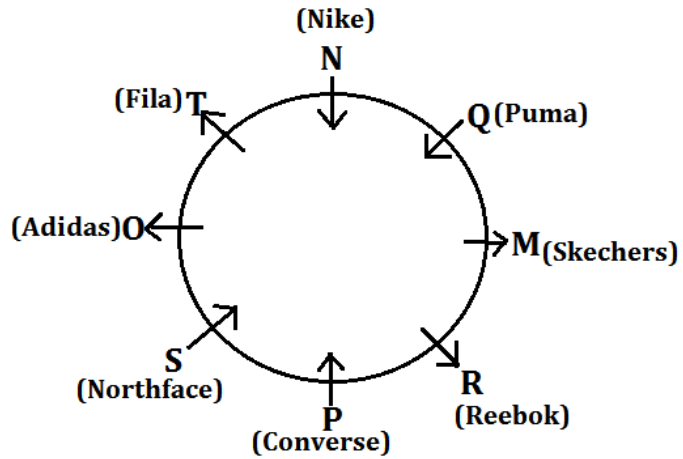 (Nike)
N
(Fila) T
Q (Puma)
(Adidas) O
M (Skechers)
S
(Northface)
R
(Reebok)
P
(Converse)